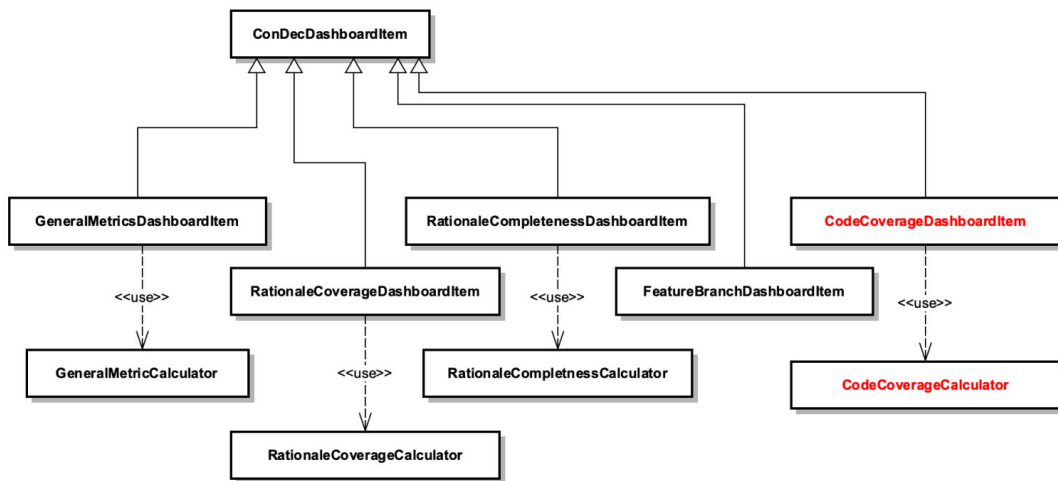 ConDecDashboardItem
GeneralMetricsDashboardItem
RationaleCompletenessDashboardItem
CodeCoverageDashboardItem
RationaleCoverageDashboardItem
FeatureBranchDashboardItem
<<use>>
<<use>>
<<use>>
GeneralMetricCalculator
RationaleCompletnessCalculator
CodeCoverageCalculator
<<use>>
RationaleCoverageCalculator